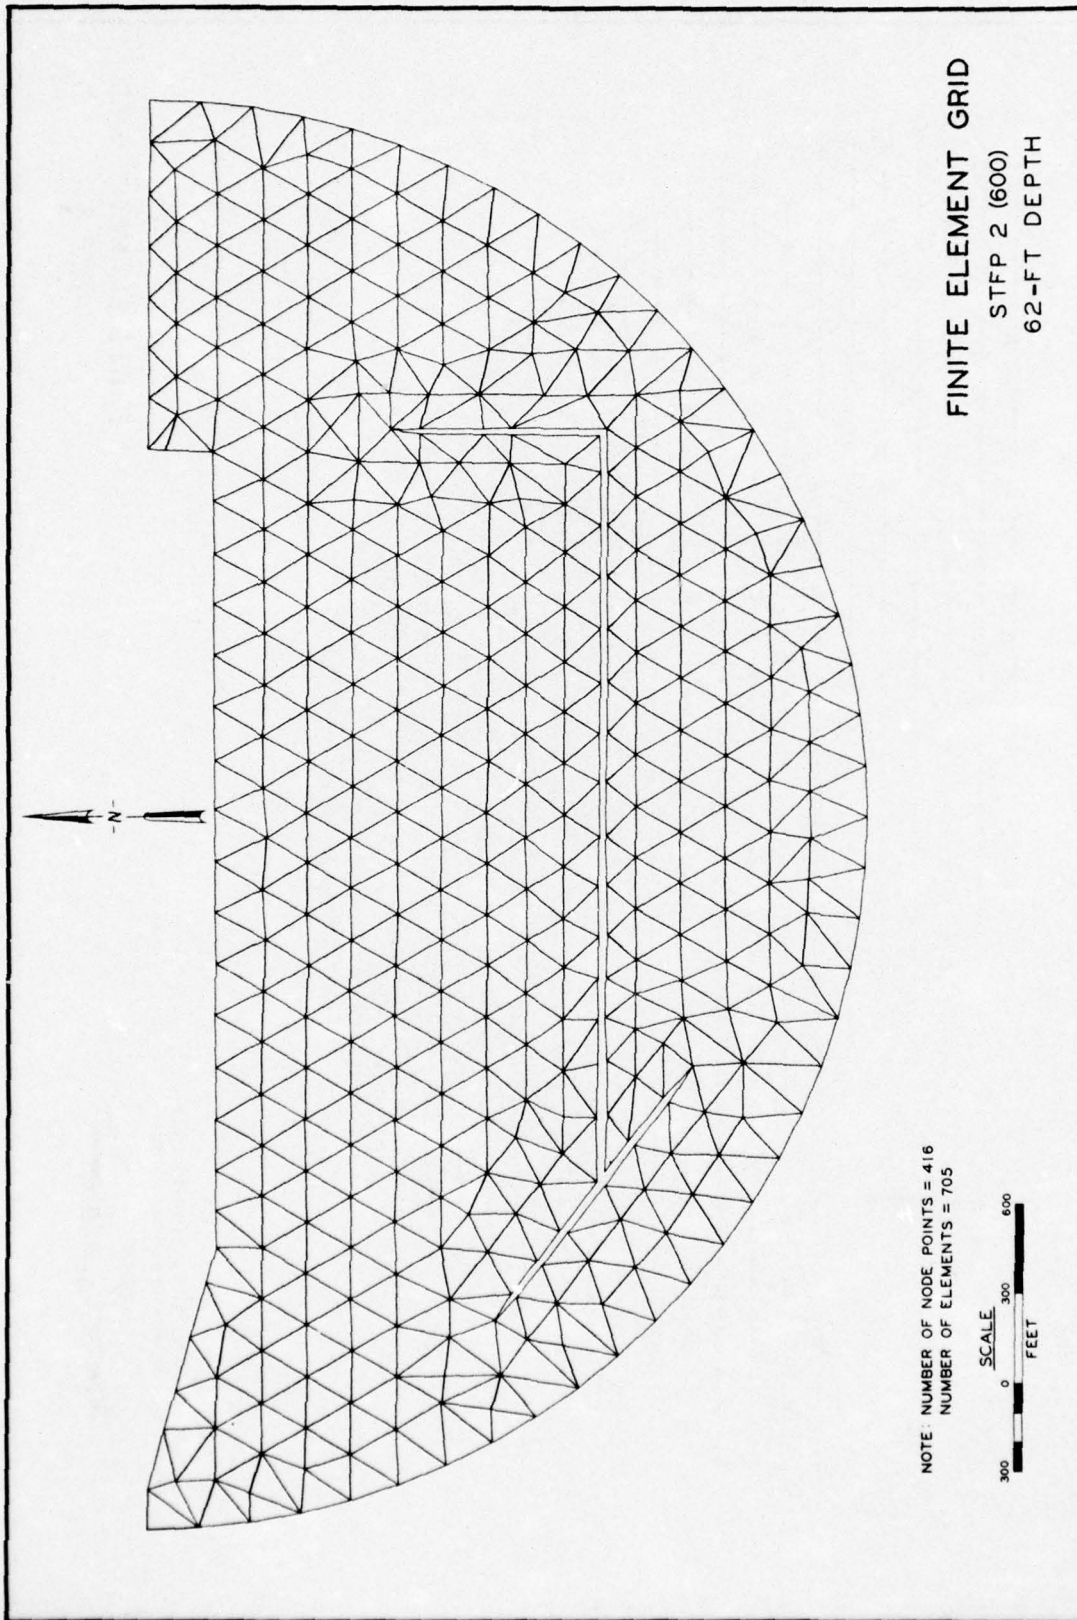 -N-
FINITE ELEMENT GRID
STFP 2 (600)
62-FT DEPTH
NOTE: NUMBER OF NODE POINTS = 416
NUMBER OF ELEMENTS = 705
SCALE
300 0 300 600
FEET